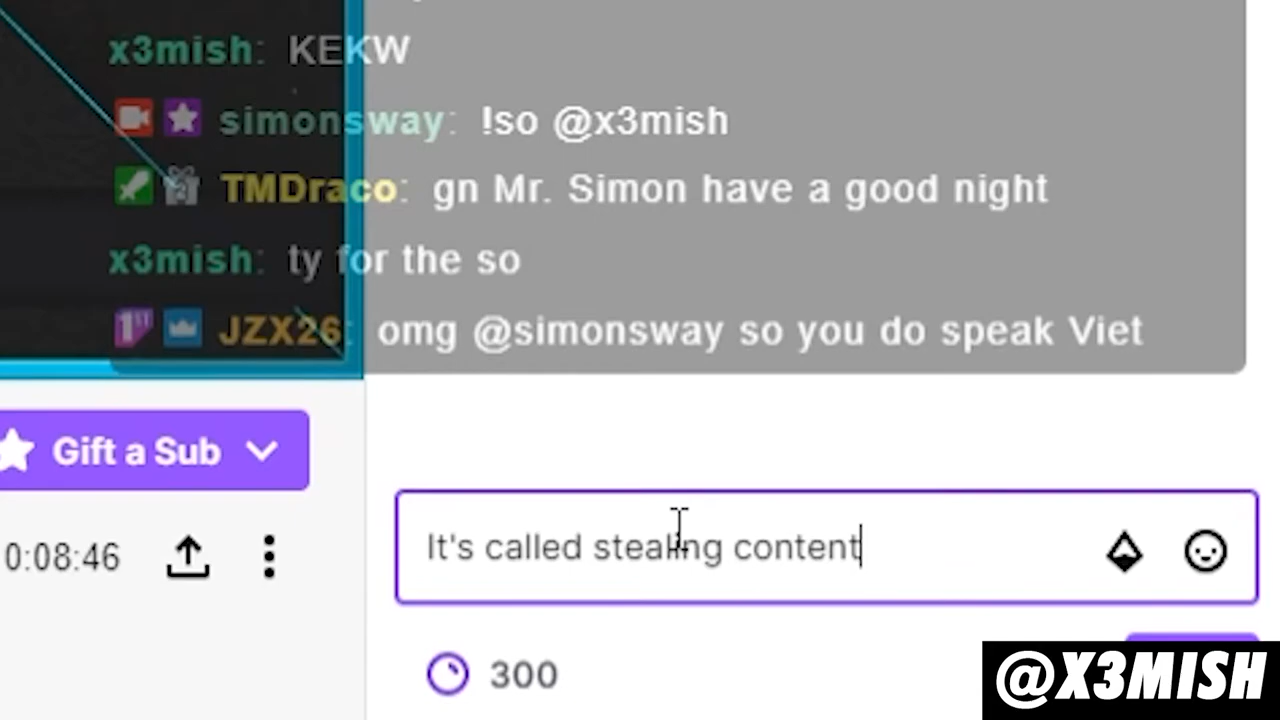 x3mish: KEKW
simonsway: !so @x3mish
TMDraco: gn Mr. Simon have a good night
x3mish: ty for the so
JZX26: omg @simonsway so you do speak Viet
Gift a Sub
It's called stealing content
0:08:46
300
@X3MISH